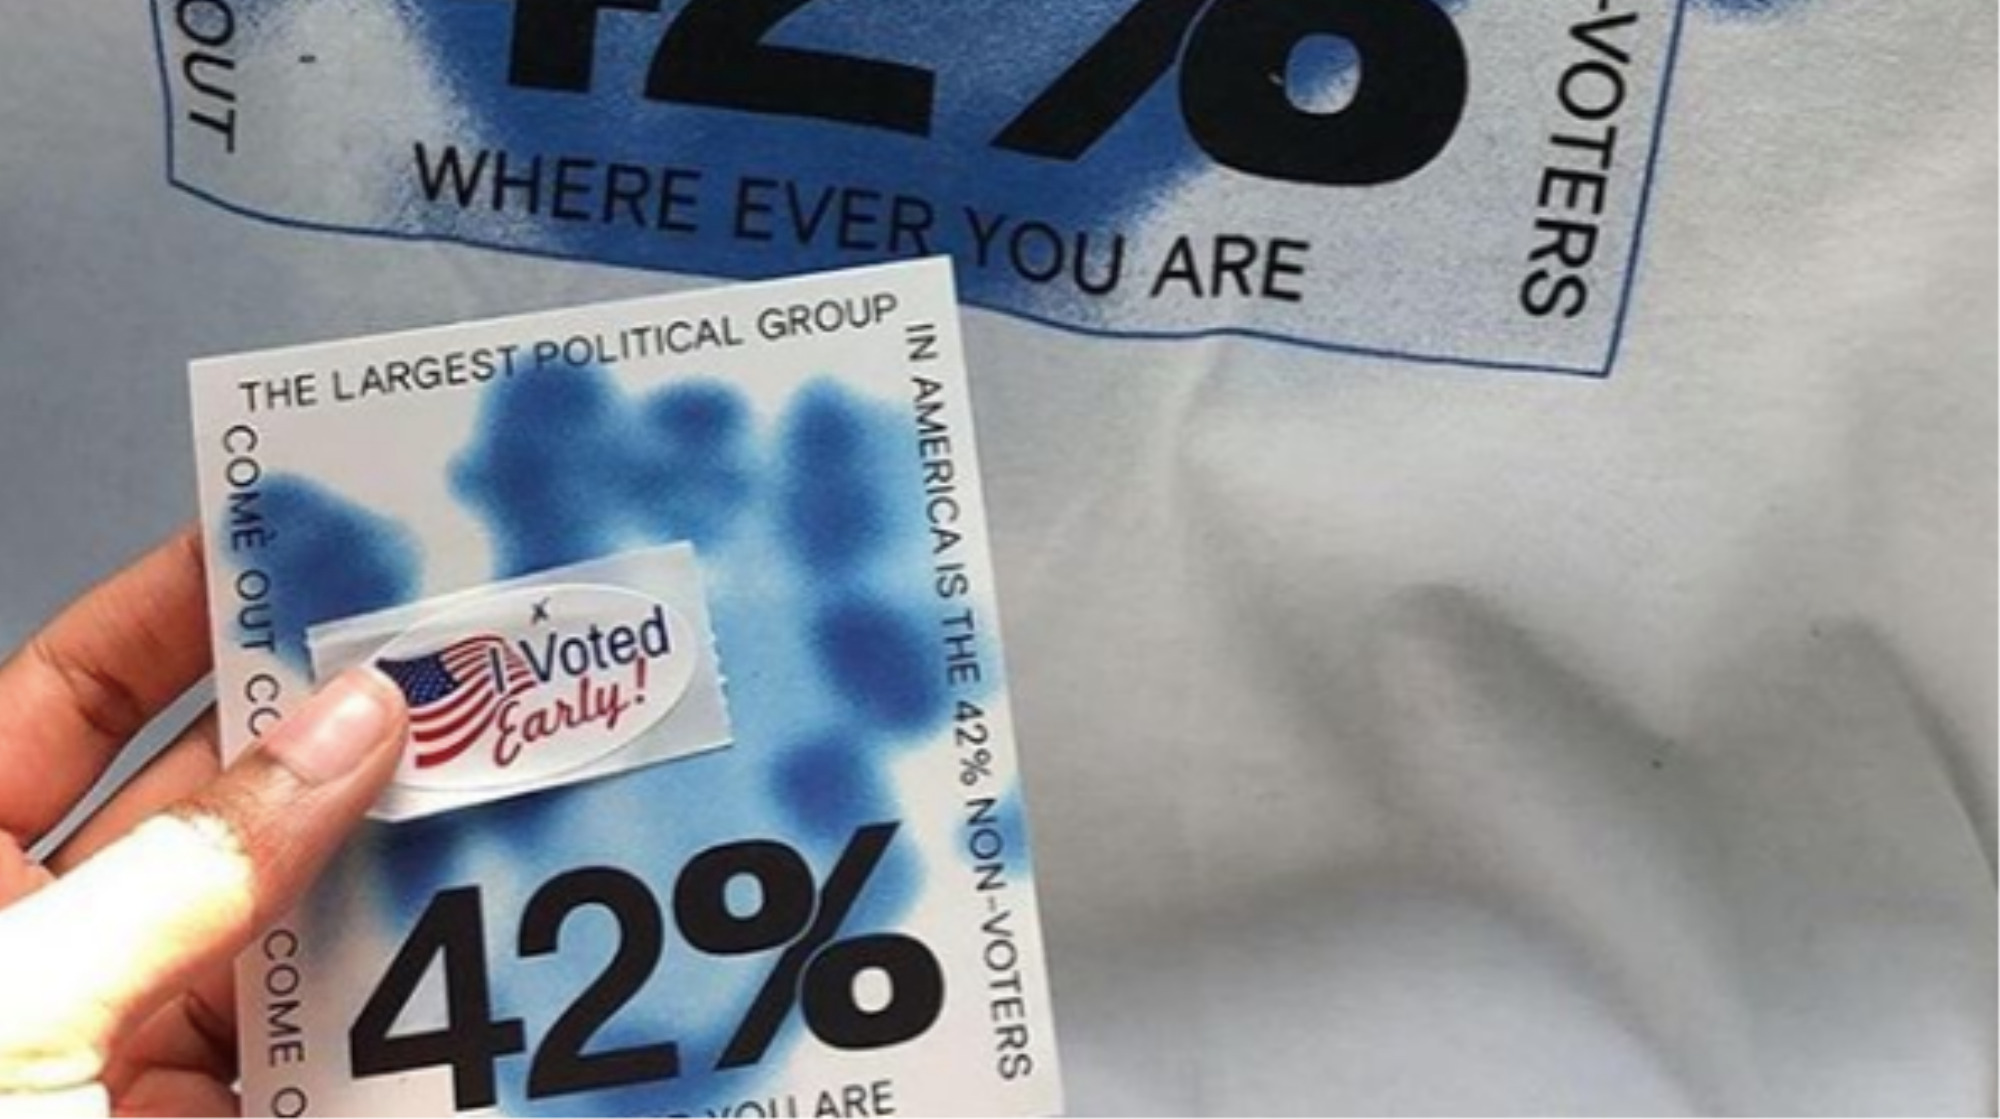 OUT
42%
WHERE EVER YOU ARE
-VOTERS
THE LARGEST POLITICAL GROUP
IN AMERICA IS THE 42% NON-VOTERS
COME OUT
COME
I Voted
Early!
42%
YOU ARE